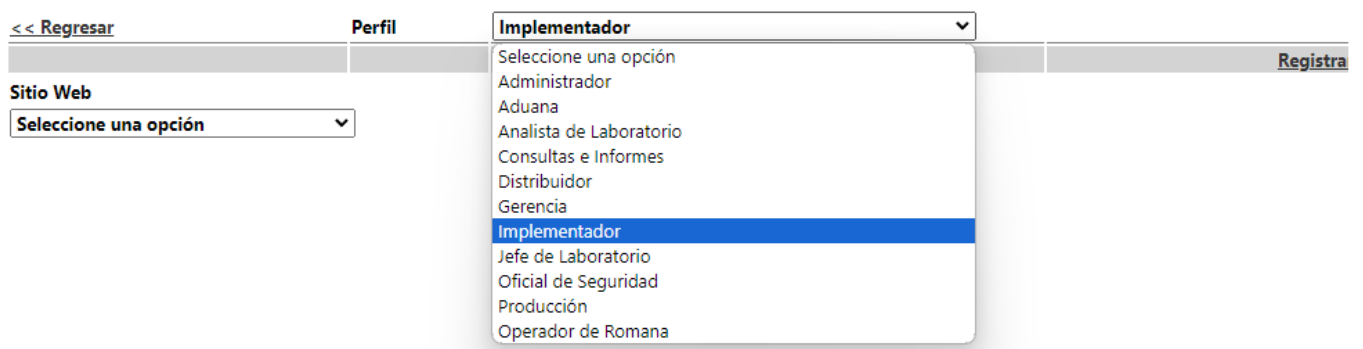 << Regresar Perfil Implementador
Seleccione una opción
Registra
Administrador
Sitio Web
Aduana
Seleccione una opción
Analista de Laboratorio
Consultas e Informes
Distribuidor
Gerencia
Implementador
Jefe de Laboratorio
Oficial de Seguridad
Producción
Operador de Romana